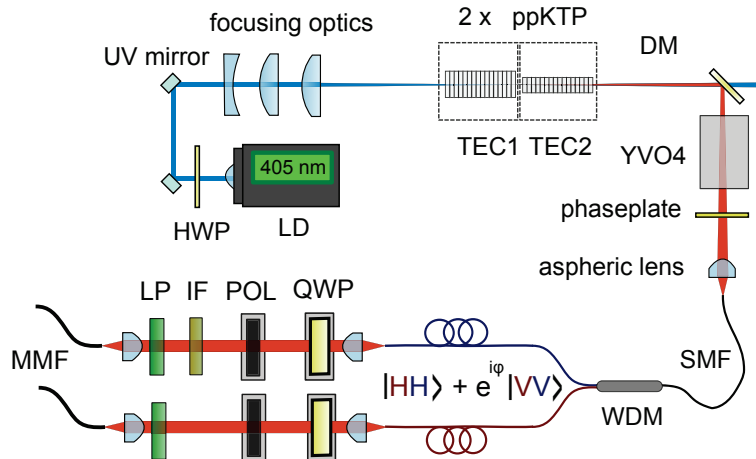 focusing optics
2 x ppKTP
DM
UV mirror
TEC1 TEC2
YVO4
405 nm
HWP
LD
phaseplate
aspheric lens
LP IF POL QWP
MMF
SMF
|HH⟩ + e^{iφ} |VV⟩
WDM